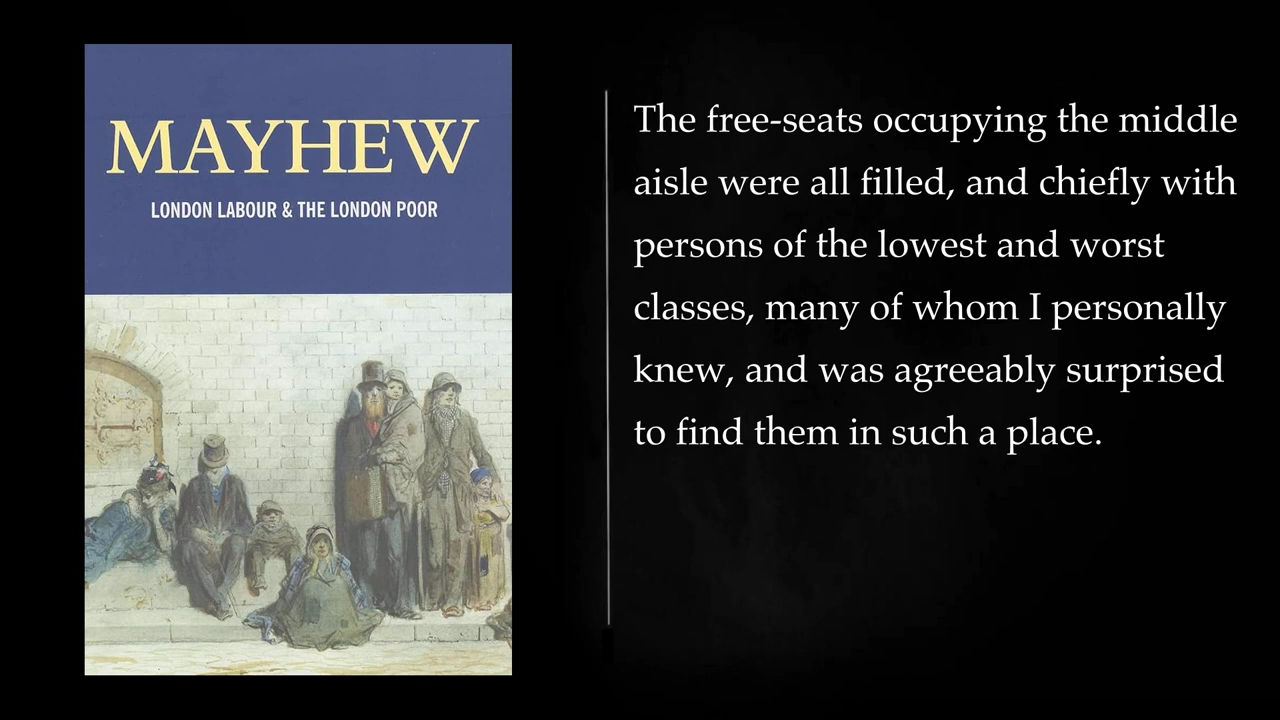 MAYHEW
LONDON LABOUR & THE LONDON POOR
The free-seats occupying the middle
aisle were all filled, and chiefly with
persons of the lowest and worst
classes, many of whom I personally
knew, and was agreeably surprised
to find them in such a place.